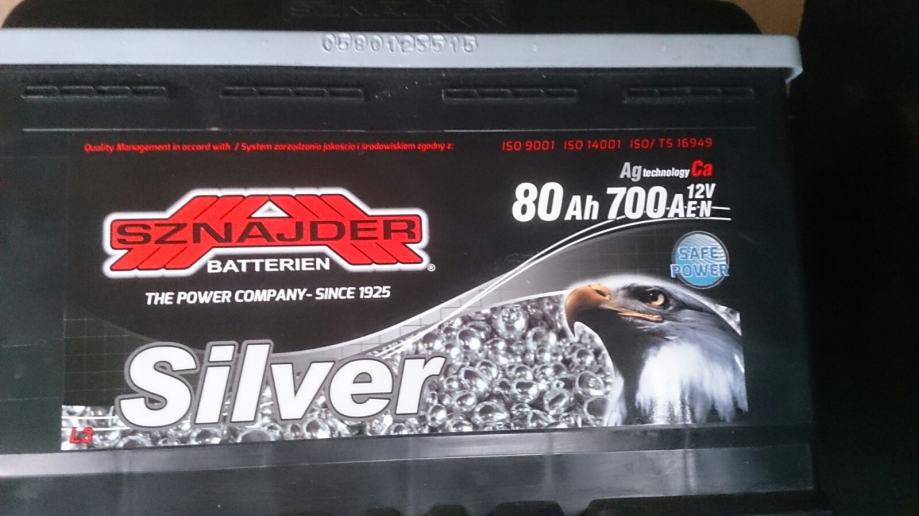 0580123515
Quality Management in accord with / System zarządzania jakością i środowiskiem zgodny z: ISO 9001 ISO 14001 ISO/ TS 16949
Ag technology Ca
80 Ah 700 A EN 12V
SZNAJDER®
BATTERIEN
SAFE
POWER
THE POWER COMPANY- SINCE 1925
Silver
L3